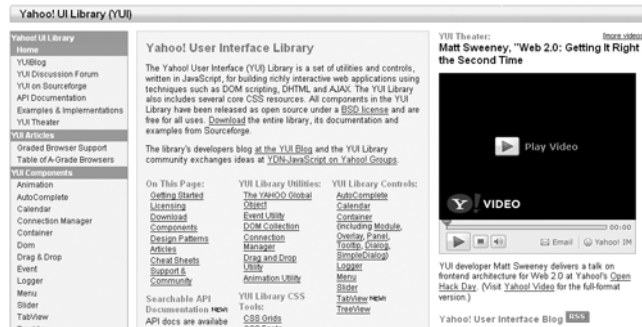 Yahoo! UI Library (YUI)
Yahoo! UI Library
Home
YUIBlog
YUI Discussion Forum
YUI on Sourceforge
API Documentation
Examples & Implementations
YUI Theater
YUI Articles
Graded Browser Support
Table of A-Grade Browsers
YUI Components
Animation
AutoComplete
Calendar
Connection Manager
Container
Dom
Drag & Drop
Event
Logger
Menu
Slider
TabView
Yahoo! User Interface Library
The Yahoo! User Interface (YUI) Library is a set of utilities and controls,
written in JavaScript, for building richly interactive web applications using
techniques such as DOM scripting, DHTML and AJAX. The YUI Library
also includes several core CSS resources. All components in the YUI
Library have been released as open source under a BSD license and are
free for all uses. Download the entire library, its documentation and
examples from Sourceforge.
The library's developers blog at the YUI Blog and the YUI Library
community exchanges ideas at YDN-JavaScript on Yahoo! Groups.
On This Page:
Getting Started
Licensing
Download
Components
Design Patterns
Articles
Cheat Sheets
Support &
Community
Searchable API
Documentation NEW!
API docs are availabe
YUI Library Utilities:
The YAHOO Global
Object
Event Utility
DOM Collection
Connection
Manager
Drag and Drop
Utility
Animation Utility
YUI Library CSS
Tools:
CSS Grids
CSS Fonts
YUI Library Controls:
AutoComplete
Calendar
Container
(including Module,
Overlay, Panel,
Tooltip, Dialog,
SimpleDialog)
Logger
Menu
Slider
TabView NEW!
TreeView
YUI Theater:
[more videos
Matt Sweeney, "Web 2.0: Getting It Right
the Second Time
Play Video
Y! VIDEO
00:00
Email
Yahoo! IM
YUI developer Matt Sweeney delivers a talk on
frontend architecture for Web 2.0 at Yahoo!'s Open
Hack Day. (Visit Yahoo! Video for the full-format
version.)
Yahoo! User Interface Blog RSS